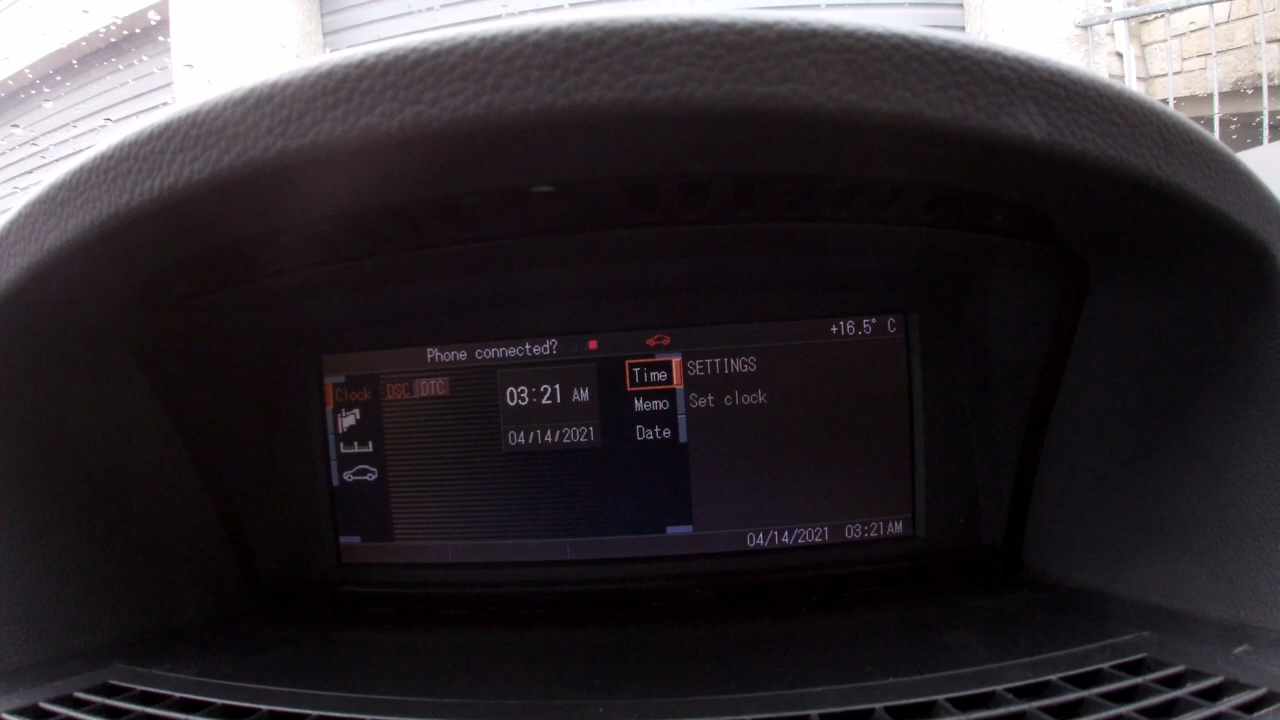 +16.5° C
Phone connected?
Clock
DSC DTC
03:21 AM
04/14/2021
Time
Memo
Date
SETTINGS
Set clock
04/14/2021 03:21AM